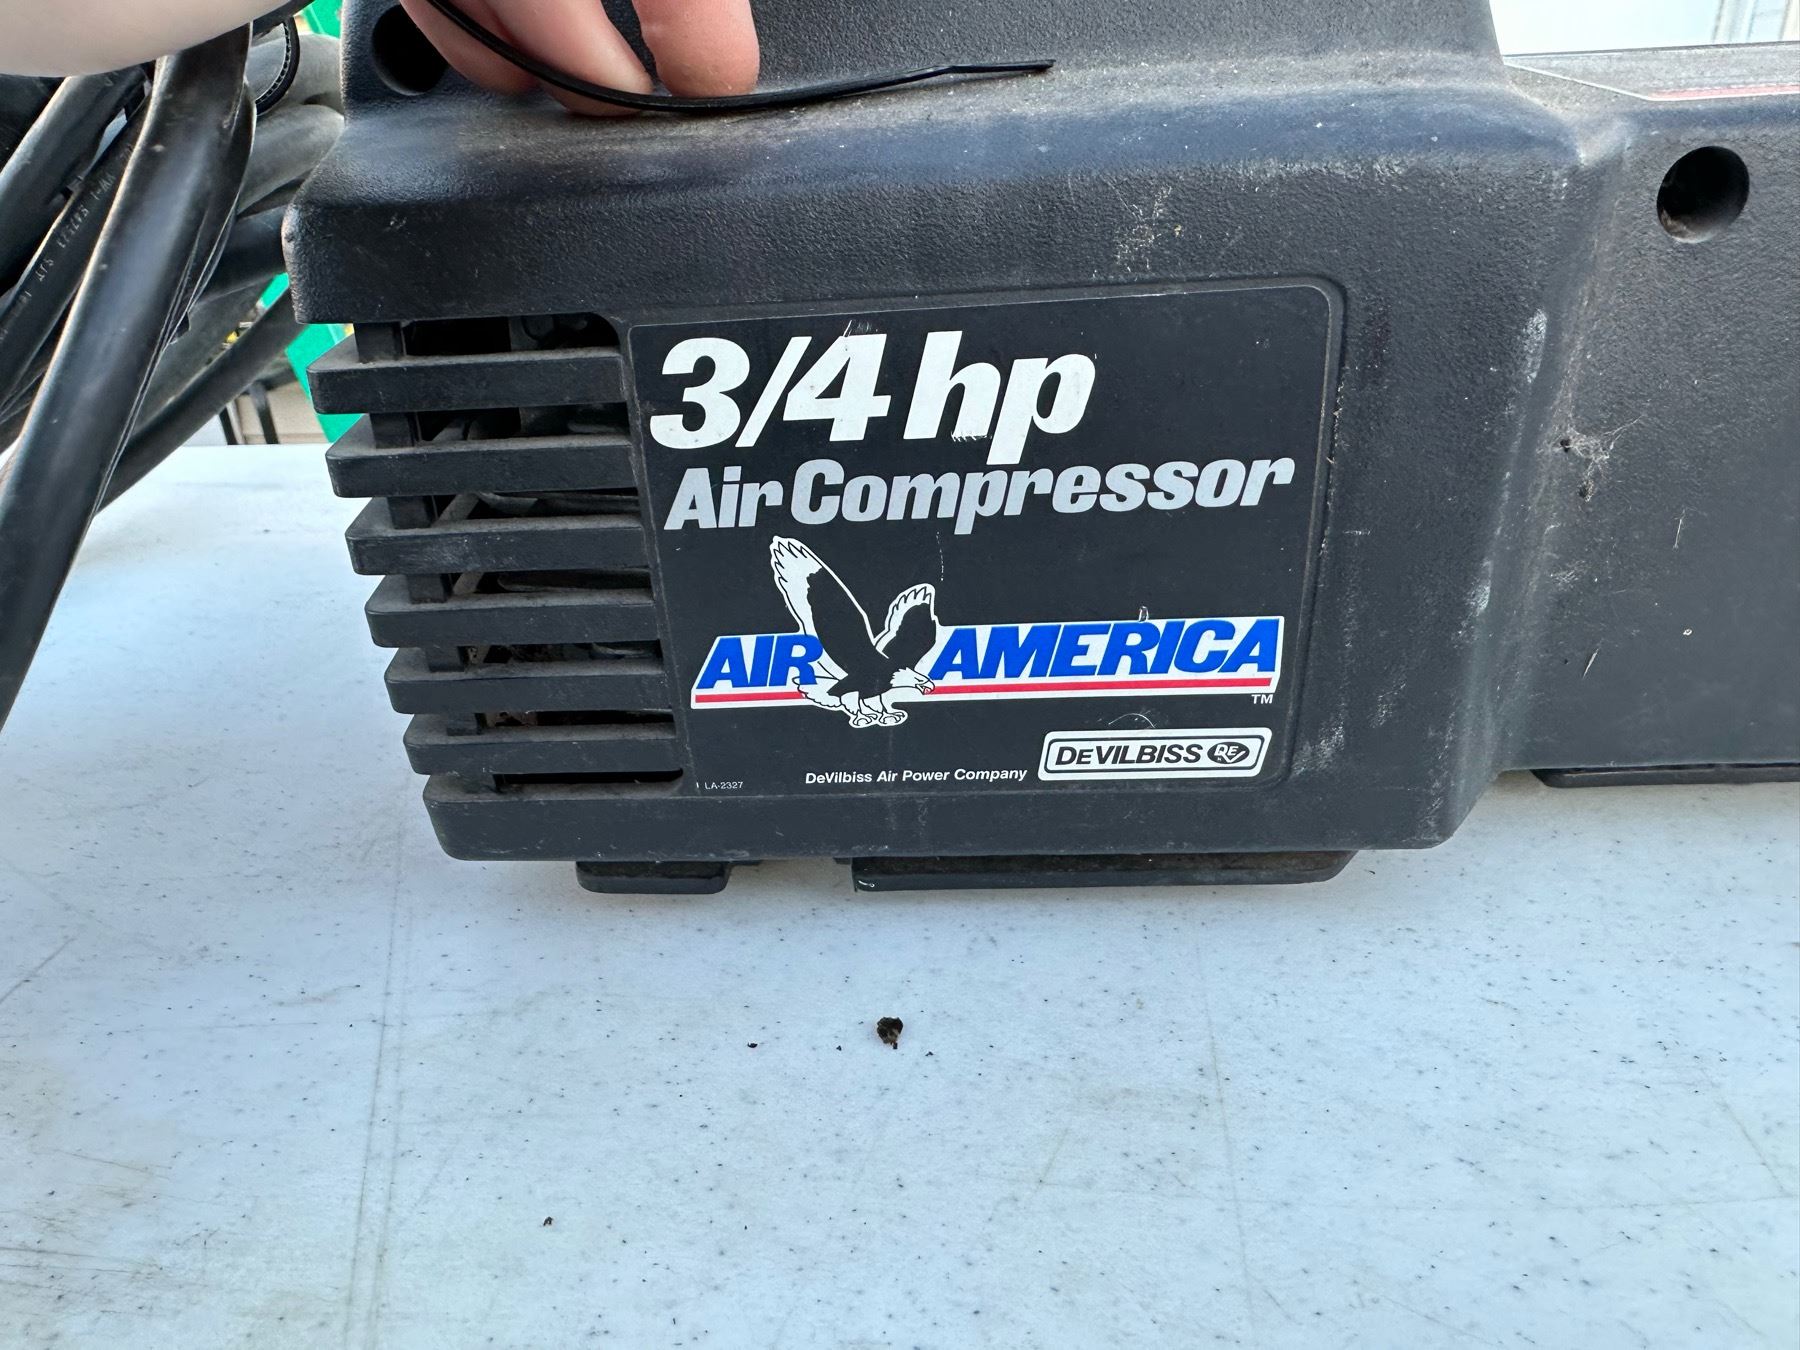 3/4 hp
Air Compressor
AIR AMERICA
TM
DEVILBISS
DeVilbiss Air Power Company
LA-2327